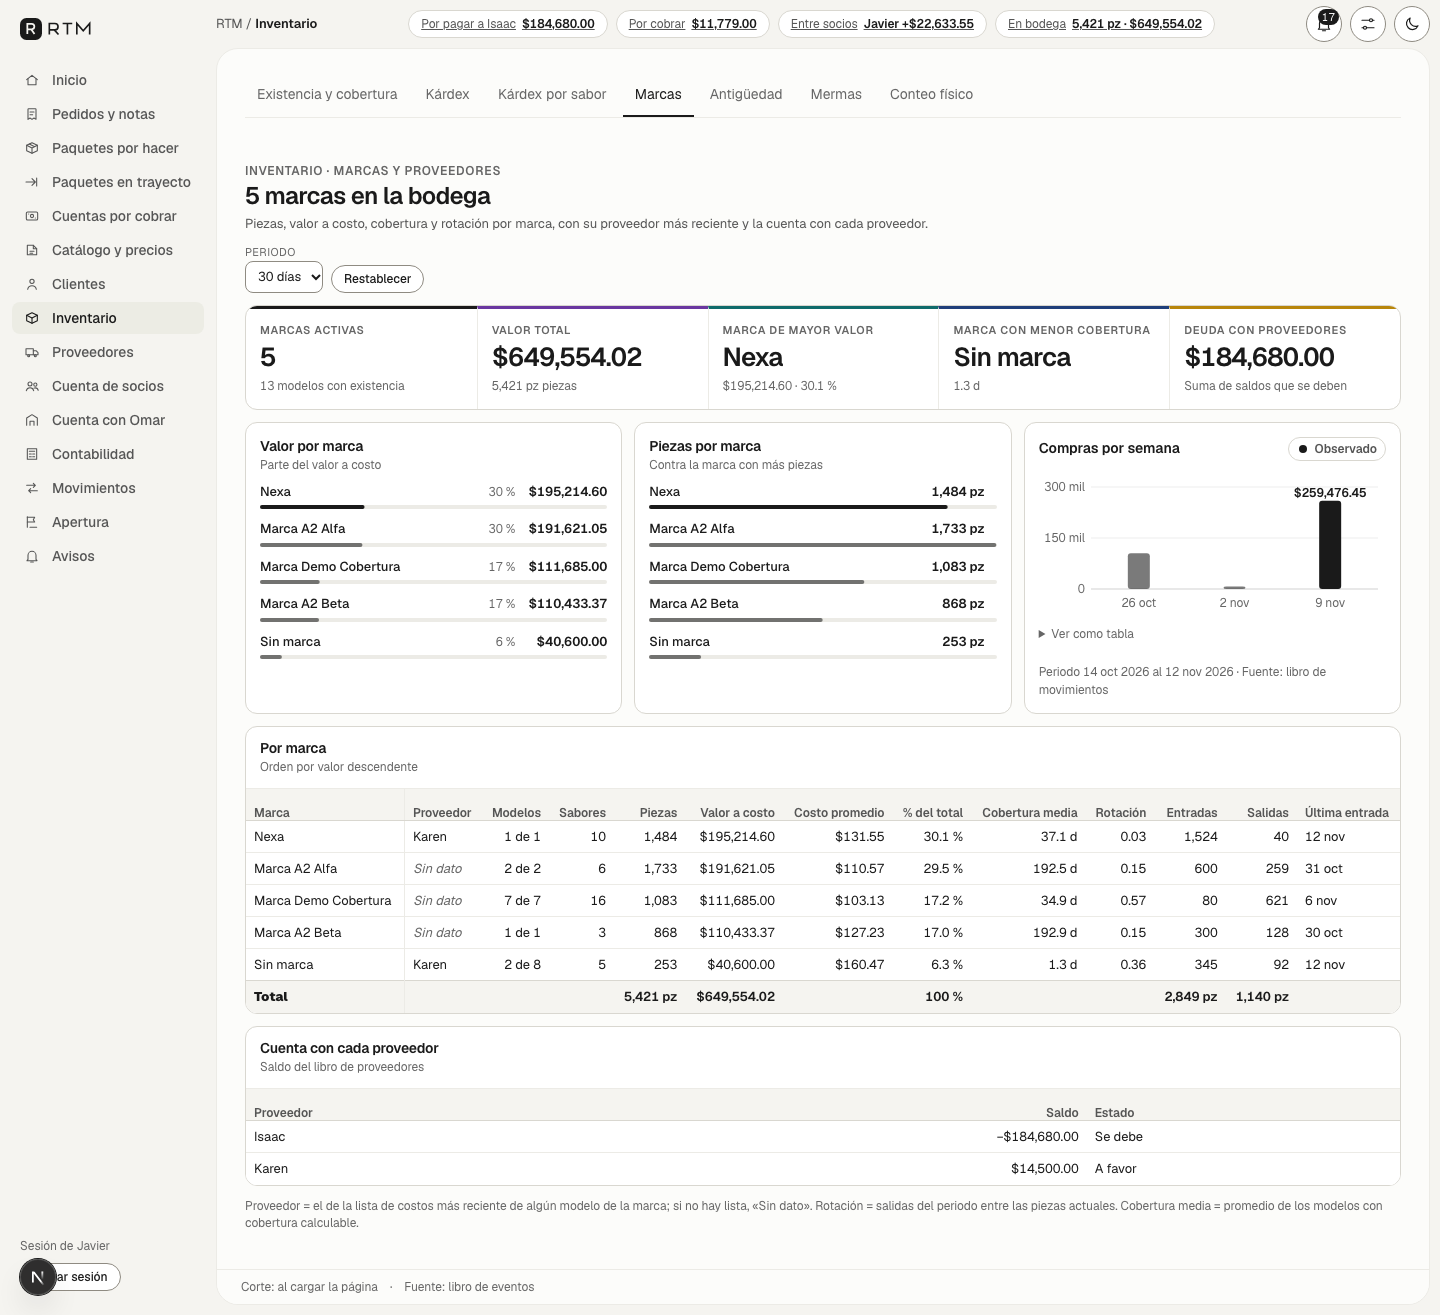 R RTM
Inicio
Pedidos y notas
Paquetes por hacer
Paquetes en trayecto
Cuentas por cobrar
Catálogo y precios
Clientes
Inventario
Proveedores
Cuenta de socios
Cuenta con Omar
Contabilidad
Movimientos
Apertura
Avisos
Sesión de Javier
N ar sesión
RTM / Inventario
Por pagar a Isaac $184,680.00
Por cobrar $11,779.00
Entre socios Javier +$22,633.55
En bodega 5,421 pz · $649,554.02
17
Existencia y cobertura Kárdex Kárdex por sabor Marcas Antigüedad Mermas Conteo físico
INVENTARIO · MARCAS Y PROVEEDORES
5 marcas en la bodega
Piezas, valor a costo, cobertura y rotación por marca, con su proveedor más reciente y la cuenta con cada proveedor.
PERIODO
30 días Restablecer
MARCAS ACTIVAS
5
13 modelos con existencia
VALOR TOTAL
$649,554.02
5,421 pz piezas
MARCA DE MAYOR VALOR
Nexa
$195,214.60 · 30.1 %
MARCA CON MENOR COBERTURA
Sin marca
1.3 d
DEUDA CON PROVEEDORES
$184,680.00
Suma de saldos que se deben
Valor por marca
Parte del valor a costo
Nexa 30 % $195,214.60
Marca A2 Alfa 30 % $191,621.05
Marca Demo Cobertura 17 % $111,685.00
Marca A2 Beta 17 % $110,433.37
Sin marca 6 % $40,600.00
Piezas por marca
Contra la marca con más piezas
Nexa 1,484 pz
Marca A2 Alfa 1,733 pz
Marca Demo Cobertura 1,083 pz
Marca A2 Beta 868 pz
Sin marca 253 pz
Compras por semana
Observado
300 mil
150 mil
0
$259,476.45
26 oct 2 nov 9 nov
Ver como tabla
Periodo 14 oct 2026 al 12 nov 2026 · Fuente: libro de
movimientos
Por marca
Orden por valor descendente
Marca Proveedor Modelos Sabores Piezas Valor a costo Costo promedio % del total Cobertura media Rotación Entradas Salidas Última entrada
Nexa Karen 1 de 1 10 1,484 $195,214.60 $131.55 30.1 % 37.1 d 0.03 1,524 40 12 nov
Marca A2 Alfa Sin dato 2 de 2 6 1,733 $191,621.05 $110.57 29.5 % 192.5 d 0.15 600 259 31 oct
Marca Demo Cobertura Sin dato 7 de 7 16 1,083 $111,685.00 $103.13 17.2 % 34.9 d 0.57 80 621 6 nov
Marca A2 Beta Sin dato 1 de 1 3 868 $110,433.37 $127.23 17.0 % 192.9 d 0.15 300 128 30 oct
Sin marca Karen 2 de 8 5 253 $40,600.00 $160.47 6.3 % 1.3 d 0.36 345 92 12 nov
Total 5,421 pz $649,554.02 100 % 2,849 pz 1,140 pz
Cuenta con cada proveedor
Saldo del libro de proveedores
Proveedor Saldo Estado
Isaac −$184,680.00 Se debe
Karen $14,500.00 A favor
Proveedor = el de la lista de costos más reciente de algún modelo de la marca; si no hay lista, «Sin dato». Rotación = salidas del periodo entre las piezas actuales. Cobertura media = promedio de los modelos con
cobertura calculable.
Corte: al cargar la página · Fuente: libro de eventos